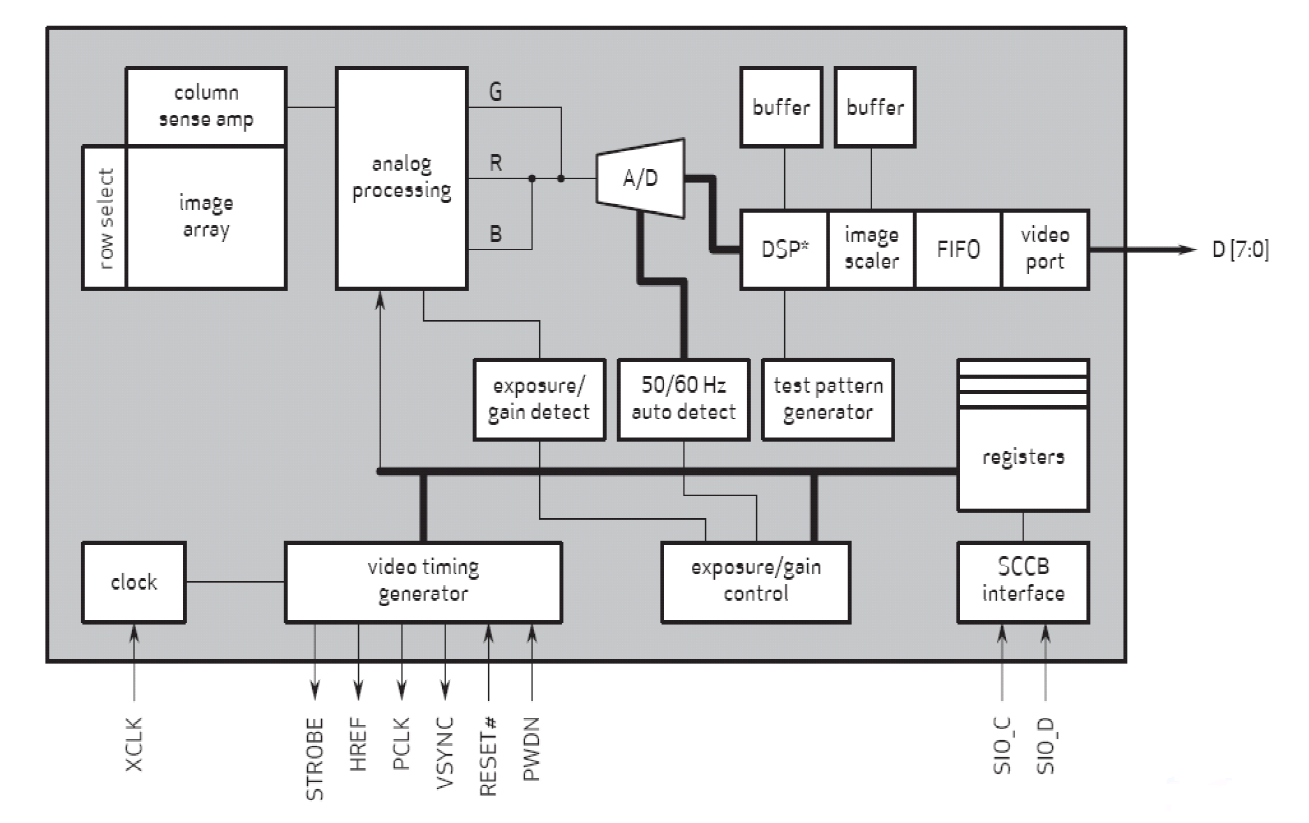 column
sense amp
row select
image
array
analog
processing
G
R
B
A/D
buffer
buffer
DSP*
image
scaler
FIFO
video
port
D [7:0]
exposure/
gain detect
50/60 Hz
auto detect
test pattern
generator
registers
clock
video timing
generator
exposure/gain
control
SCCB
interface
XCLK
STROBE
HREF
PCLK
VSYNC
RESET#
PWDN
SIO_C
SIO_D